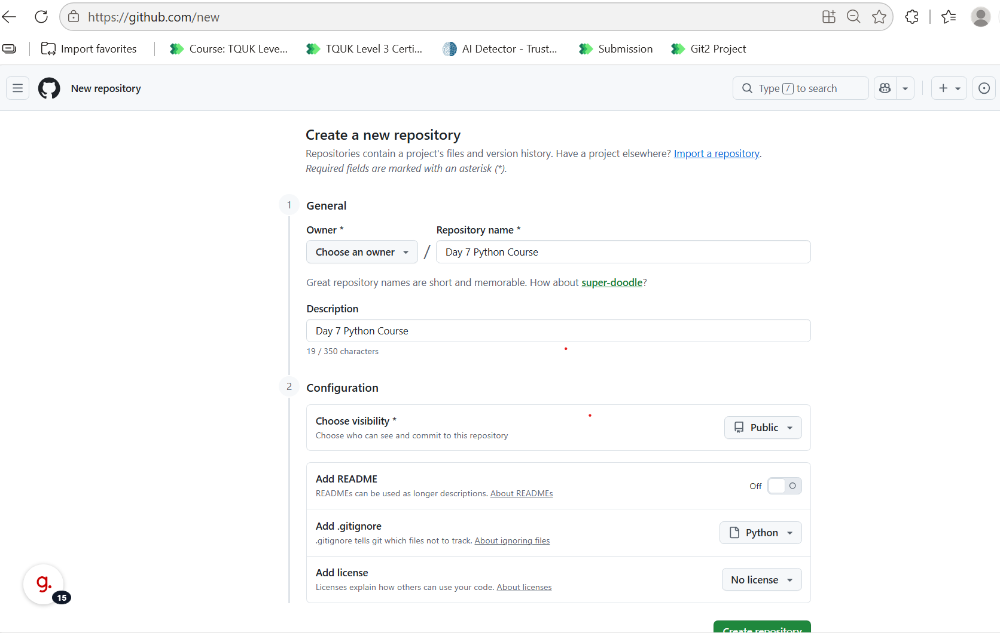 https://github.com/new
Import favorites
Course: TQUK Leve...
TQUK Level 3 Certi...
AI Detector - Trust...
Submission
Git2 Project
New repository
Type / to search
Create a new repository
Repositories contain a project's files and version history. Have a project elsewhere? Import a repository.
Required fields are marked with an asterisk (*).
1
General
Owner *
Repository name *
Choose an owner
/
Day 7 Python Course
Great repository names are short and memorable. How about super-doodle?
Description
Day 7 Python Course
19 / 350 characters
2
Configuration
Choose visibility *
Choose who can see and commit to this repository
Public
Add README
READMEs can be used as longer descriptions. About READMEs
Off
Add .gitignore
.gitignore tells git which files not to track. About ignoring files
Python
Add license
Licenses explain how others can use your code. About licenses
No license
g.
15
Create repository